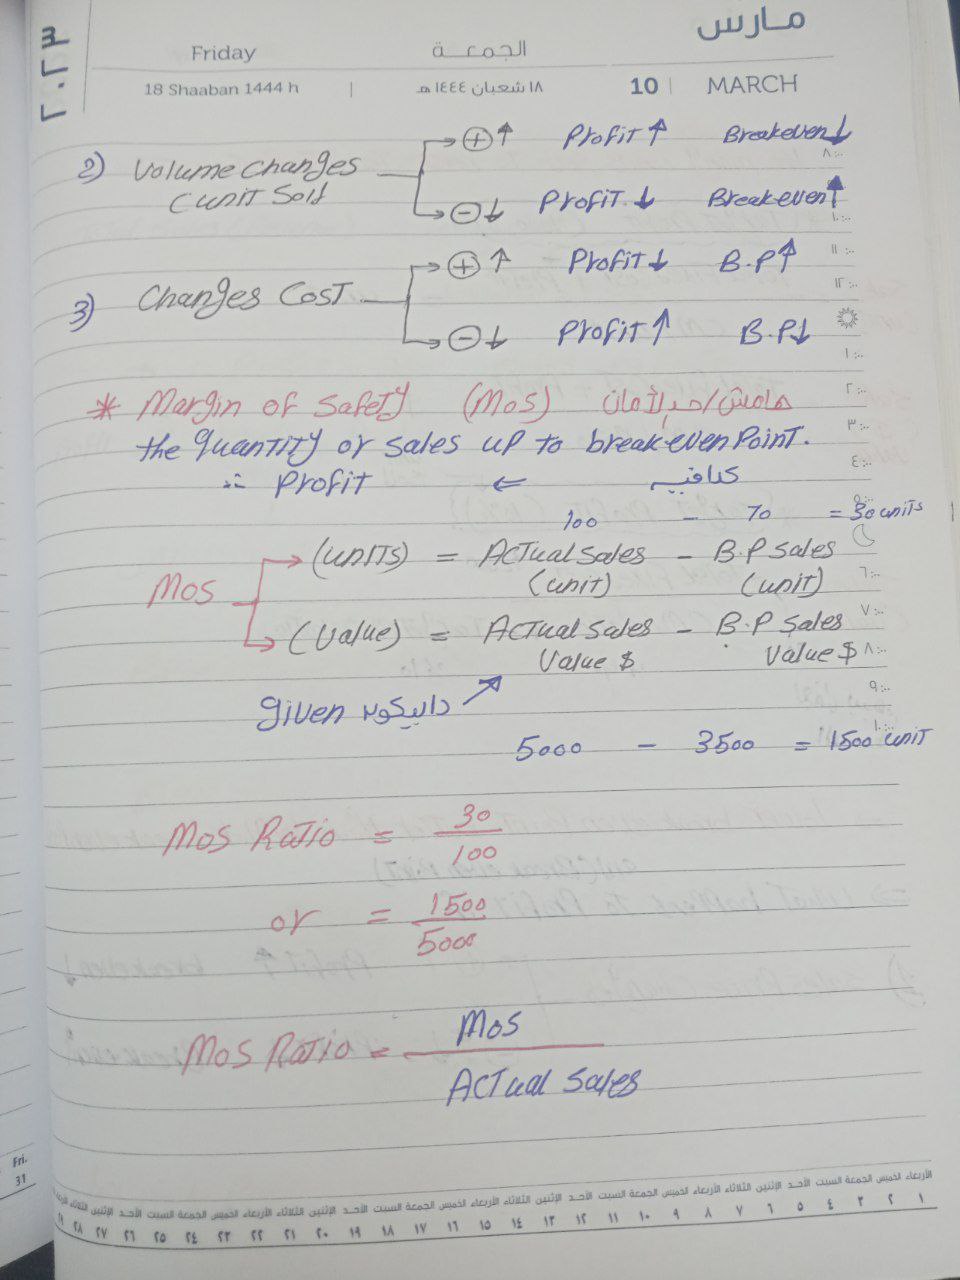 ٢٠٢٣
مارس
Friday الجمعة
18 Shaaban 1444 h | ١٨ شعبان ١٤٤٤ هـ 10 | MARCH
2) Volume Changes (unit Sold
+ ↑ Profit ↑ Breakeven ↓
- ↓ Profit ↓ Breakeven ↑
3) Changes Cost
+ ↑ Profit ↓ B.P ↑
- ↓ Profit ↑ B.P ↓
* Margin of Safety (MoS) هامش/حد الأمان
the quantity or sales up to break-even Point.
∴ Profit ⇐
100 - 70 = 30 units
MoS
→ (units) = Actual Sales - B.P Sales
(unit) (unit)
→ (Value) = Actual Sales - B.P Sales
Value $ Value $
given دايبيكون
5000 - 3500 = 1500 unit
MoS Ratio = 30
100
or = 1500
5000
MoS Ratio = MoS
Actual Sales
Fri.
31
الأربعاء الخميس الجمعة السبت الأحد الإثنين الثلاثاء الأربعاء الخميس الجمعة السبت الأحد الإثنين الثلاثاء الأربعاء الخميس الجمعة السبت الأحد الإثنين الثلاثاء الأربعاء الخميس الجمعة السبت الأحد الإثنين الثلاثاء
١ ٢ ٣ ٤ ٥ ٦ ٧ ٨ ٩ ١٠ ١١ ١٢ ١٣ ١٤ ١٥ ١٦ ١٧ ١٨ ١٩ ٢٠ ٢١ ٢٢ ٢٣ ٢٤ ٢٥ ٢٦ ٢٧ ٢٨